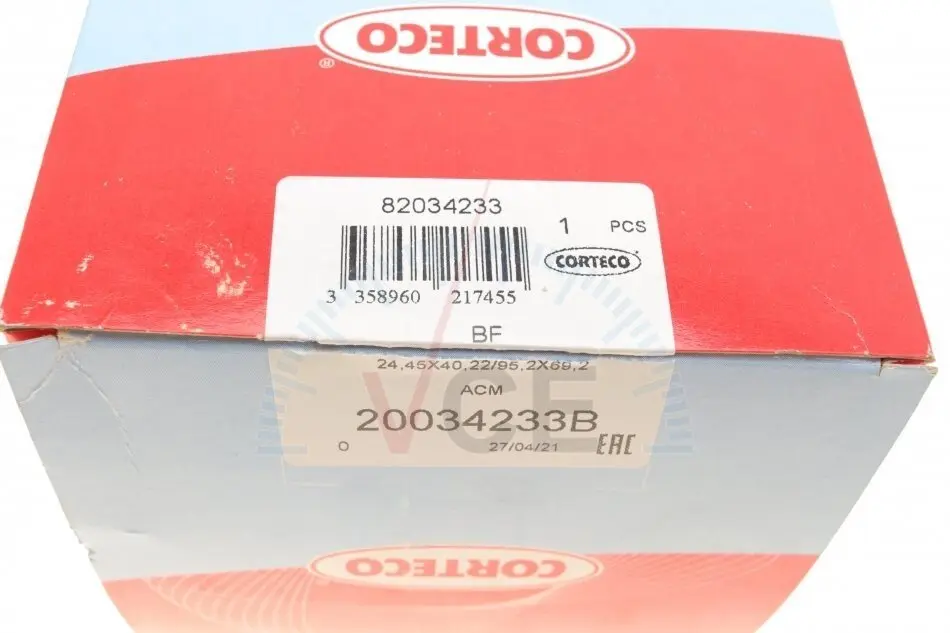 CORTECO
®
82034233
1 PCS
CORTECO
3 358960 217455
BF
24,45X40,22/95,2X69,2
ACM
20034233B
0 27/04/21 EAC
VCE
CORTECO